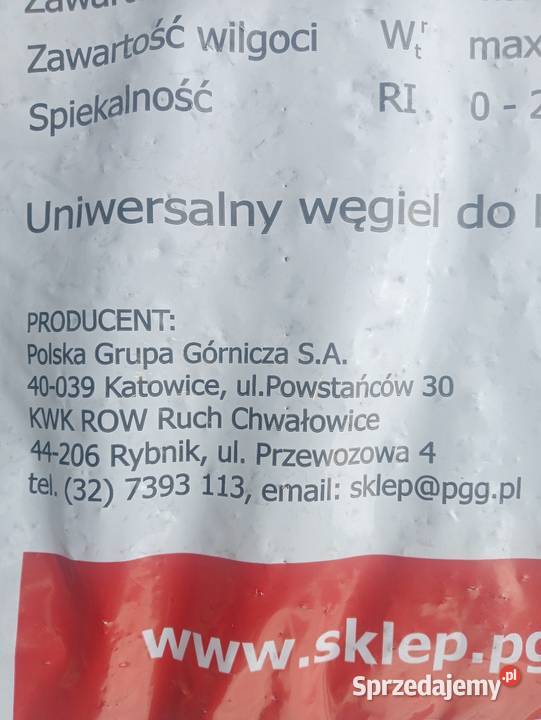 Zawartość wilgoci Wtr max
Spiekalność RI 0 - 2
Uniwersalny węgiel do
PRODUCENT:
Polska Grupa Górnicza S.A.
40-039 Katowice, ul.Powstańców 30
KWK ROW Ruch Chwałowice
44-206 Rybnik, ul. Przewozowa 4
tel. (32) 7393 113, email: sklep@pgg.pl
www.sklep.pg
Sprzedajemy.pl